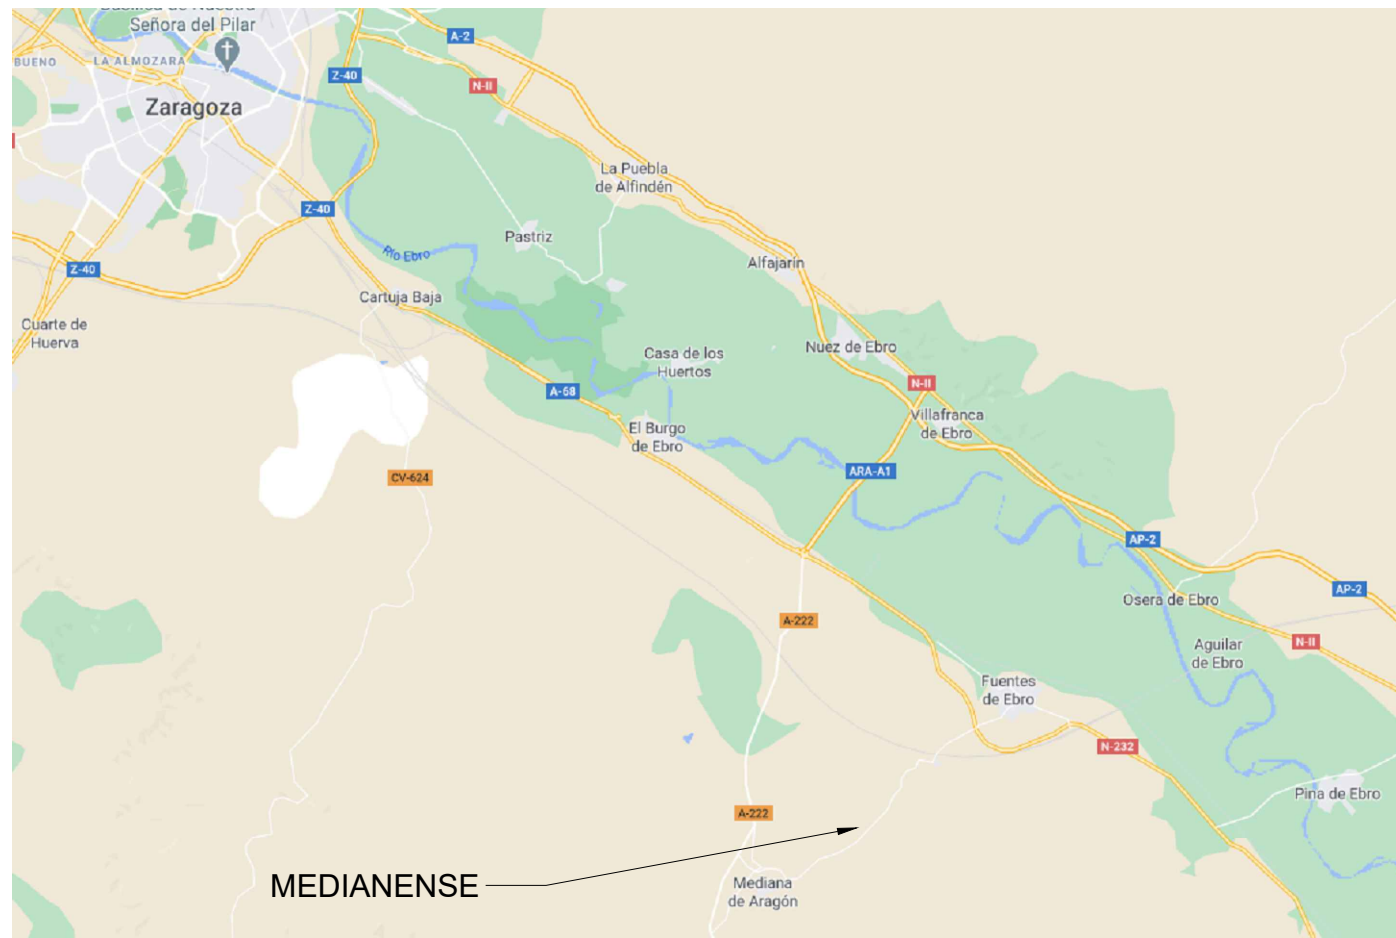 Basílica de Nuestra
Señora del Pilar
A-2
BUENO
LA ALMOZARA
Z-40
N-II
Zaragoza
La Puebla
de Alfindén
Z-40
Pastriz
Río Ebro
Z-40
Alfajarín
Cartuja Baja
Cuarte de
Huerva
Casa de los
Huertos
Nuez de Ebro
A-68
N-II
Villafranca
de Ebro
El Burgo
de Ebro
CV-624
ARA-A1
AP-2
AP-2
Osera de Ebro
A-222
N-II
Aguilar
de Ebro
Fuentes
de Ebro
N-232
Pina de Ebro
A-222
MEDIANENSE
Mediana
de Aragón